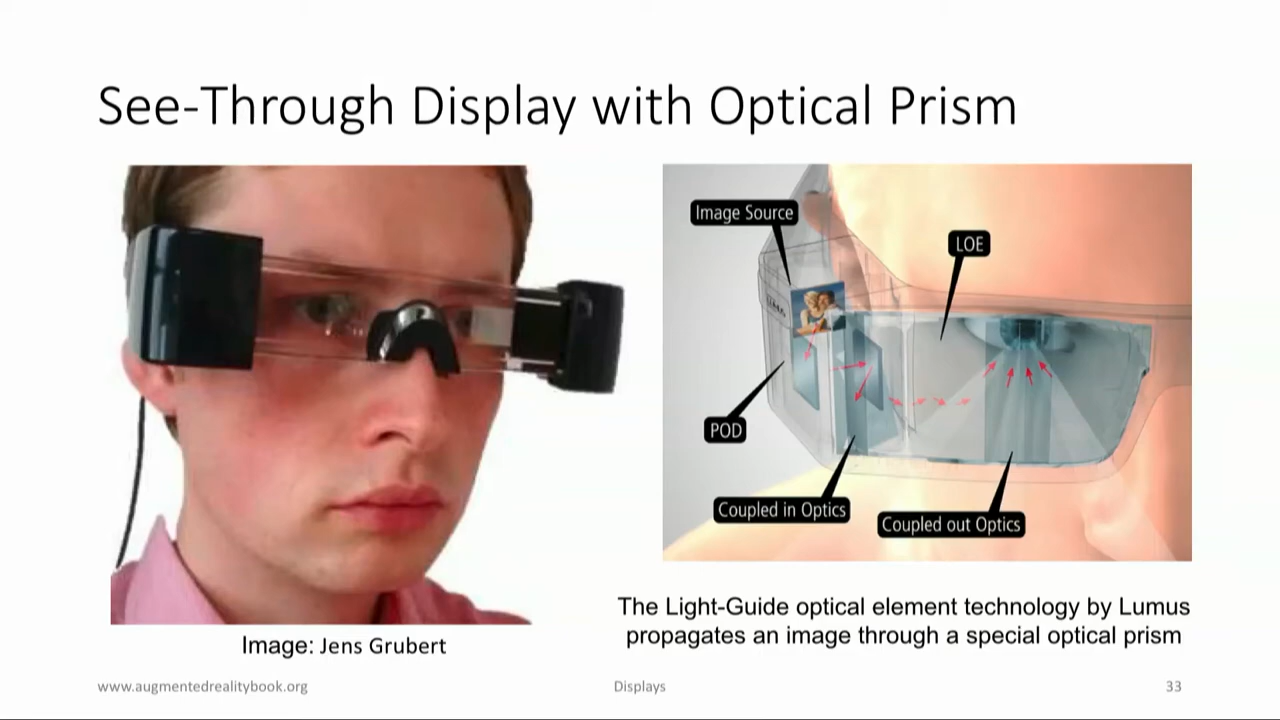 See-Through Display with Optical Prism
Image Source
LOE
POD
Coupled in Optics
Coupled out Optics
Image: Jens Grubert
The Light-Guide optical element technology by Lumus
propagates an image through a special optical prism
www.augmentedrealitybook.org
Displays
33